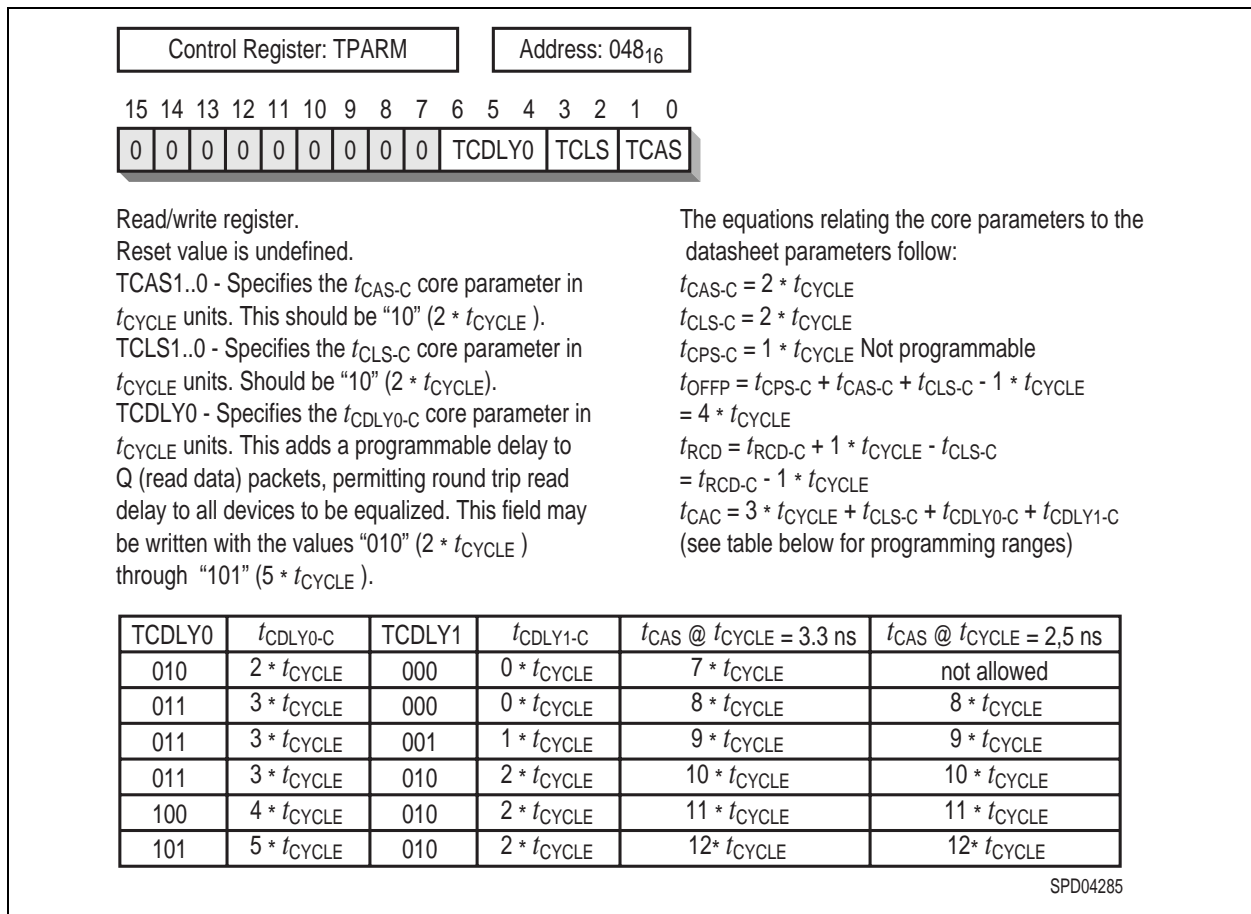 Control Register: TPARM
Address: 048₁₆
15 14 13 12 11 10 9 8 7 6 5 4 3 2 1 0
0 0 0 0 0 0 0 0 0 TCDLY0 TCLS TCAS
Read/write register.
Reset value is undefined.
TCAS1..0 - Specifies the tCAS-C core parameter in
tCYCLE units. This should be “10” (2 * tCYCLE ).
TCLS1..0 - Specifies the tCLS-C core parameter in
tCYCLE units. Should be “10” (2 * tCYCLE).
TCDLY0 - Specifies the tCDLY0-C core parameter in
tCYCLE units. This adds a programmable delay to
Q (read data) packets, permitting round trip read
delay to all devices to be equalized. This field may
be written with the values “010” (2 * tCYCLE )
through “101” (5 * tCYCLE ).
The equations relating the core parameters to the
datasheet parameters follow:
tCAS-C = 2 * tCYCLE
tCLS-C = 2 * tCYCLE
tCPS-C = 1 * tCYCLE Not programmable
tOFFP = tCPS-C + tCAS-C + tCLS-C - 1 * tCYCLE
= 4 * tCYCLE
tRCD = tRCD-C + 1 * tCYCLE - tCLS-C
= tRCD-C - 1 * tCYCLE
tCAC = 3 * tCYCLE + tCLS-C + tCDLY0-C + tCDLY1-C
(see table below for programming ranges)
TCDLY0 tCDLY0-C TCDLY1 tCDLY1-C tCAS @ tCYCLE = 3.3 ns tCAS @ tCYCLE = 2,5 ns
010 2 * tCYCLE 000 0 * tCYCLE 7 * tCYCLE not allowed
011 3 * tCYCLE 000 0 * tCYCLE 8 * tCYCLE 8 * tCYCLE
011 3 * tCYCLE 001 1 * tCYCLE 9 * tCYCLE 9 * tCYCLE
011 3 * tCYCLE 010 2 * tCYCLE 10 * tCYCLE 10 * tCYCLE
100 4 * tCYCLE 010 2 * tCYCLE 11 * tCYCLE 11 * tCYCLE
101 5 * tCYCLE 010 2 * tCYCLE 12* tCYCLE 12* tCYCLE
SPD04285